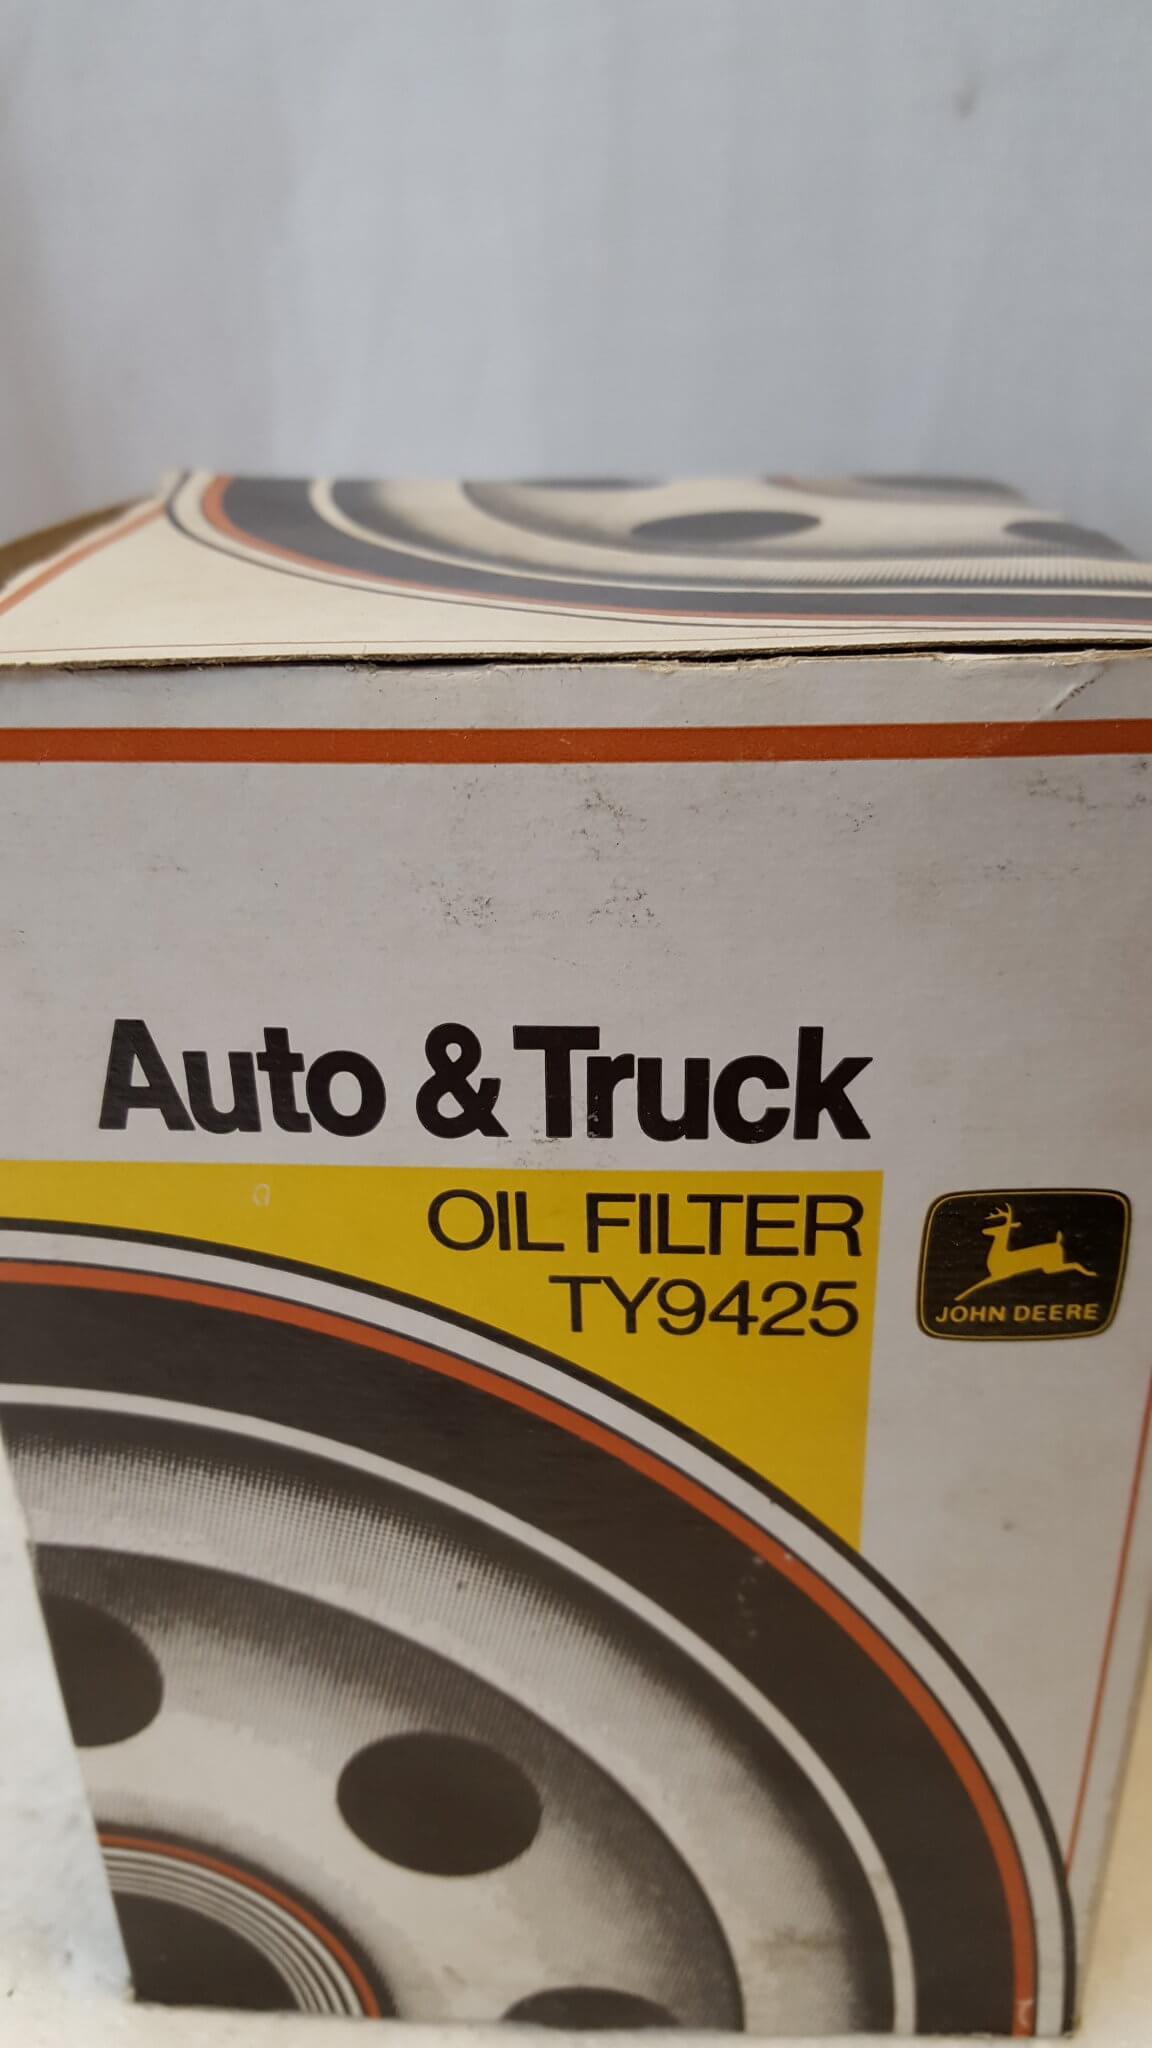 Auto & Truck
OIL FILTER
TY9425
JOHN DEERE